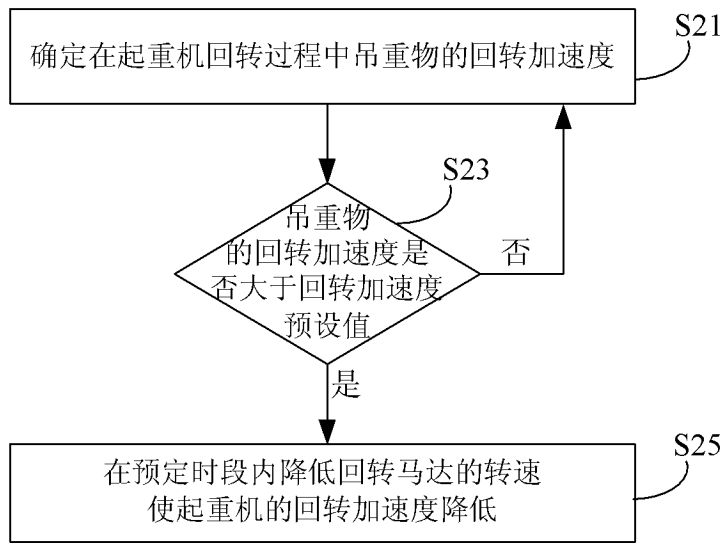 S21
确定在起重机回转过程中吊重物的回转加速度
S23
吊重物
的回转加速度是
否大于回转加速度
预设值
否
是
S25
在预定时段内降低回转马达的转速
使起重机的回转加速度降低